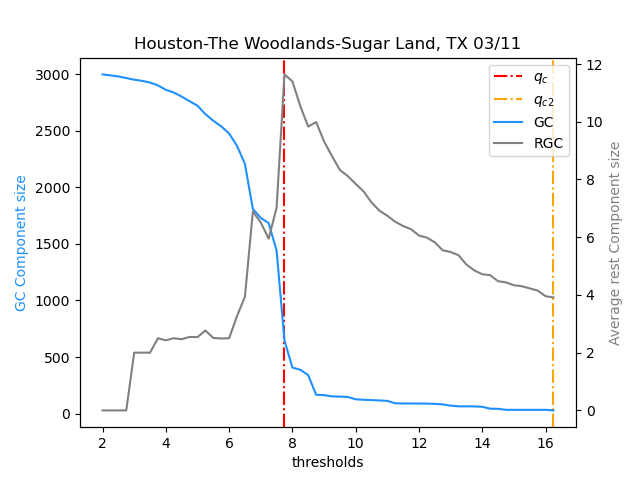 Houston-The Woodlands-Sugar Land, TX 03/11
GC Component size
3000
2500
2000
1500
1000
500
0
q_c
q_c2
GC
RGC
12
10
8
6
4
2
0
Average rest Component size
2 4 6 8 10 12 14 16
thresholds